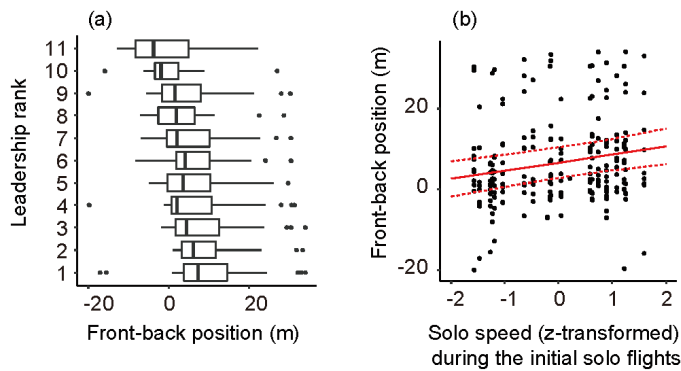 (a)
Leadership rank
11
10
9
8
7
6
5
4
3
2
1
-20 0 20
Front-back position (m)
(b)
Front-back position (m)
20
0
-20
-2 -1 0 1 2
Solo speed (z-transformed)
during the initial solo flights